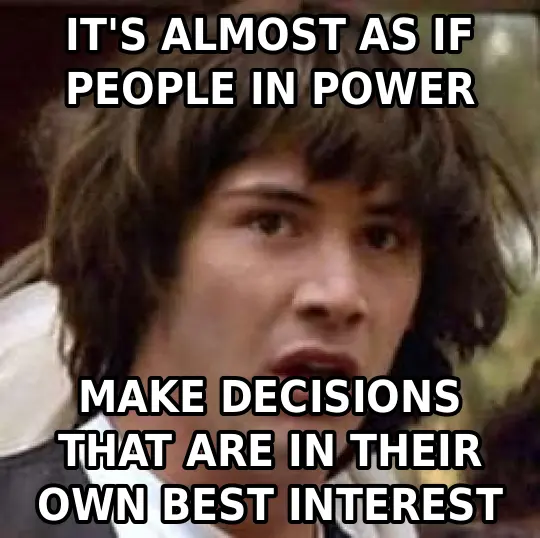 IT'S ALMOST AS IF
PEOPLE IN POWER
MAKE DECISIONS
THAT ARE IN THEIR
OWN BEST INTEREST